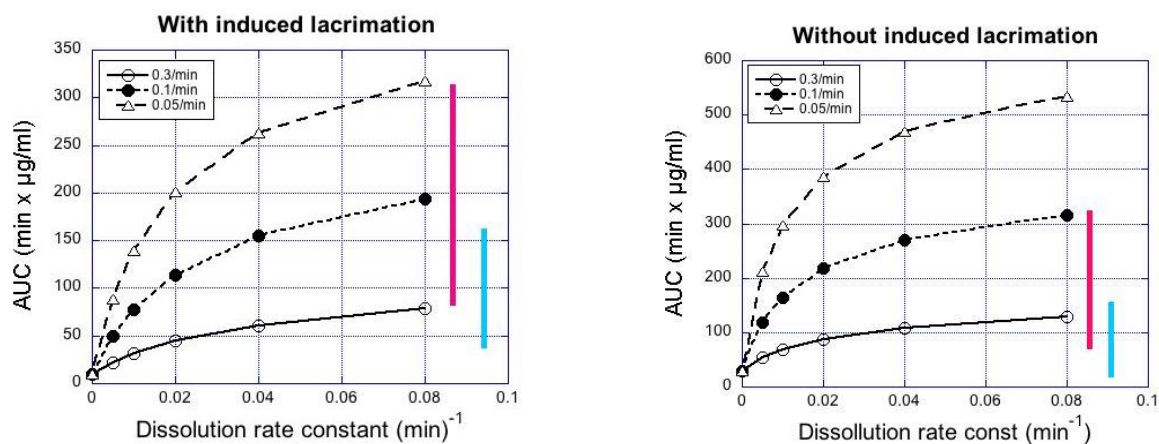 With induced lacrimation
350
300
250
200
150
100
50
0
0.3/min
0.1/min
0.05/min
AUC (min x µg/ml)
0 0.02 0.04 0.06 0.08 0.1
Dissolution rate constant (min)-1
Without induced lacrimation
600
500
400
300
200
100
0
0.3/min
0.1/min
0.05/min
AUC (min x µg/ml)
0 0.02 0.04 0.06 0.08 0.1
Dissollution rate const (min-1)